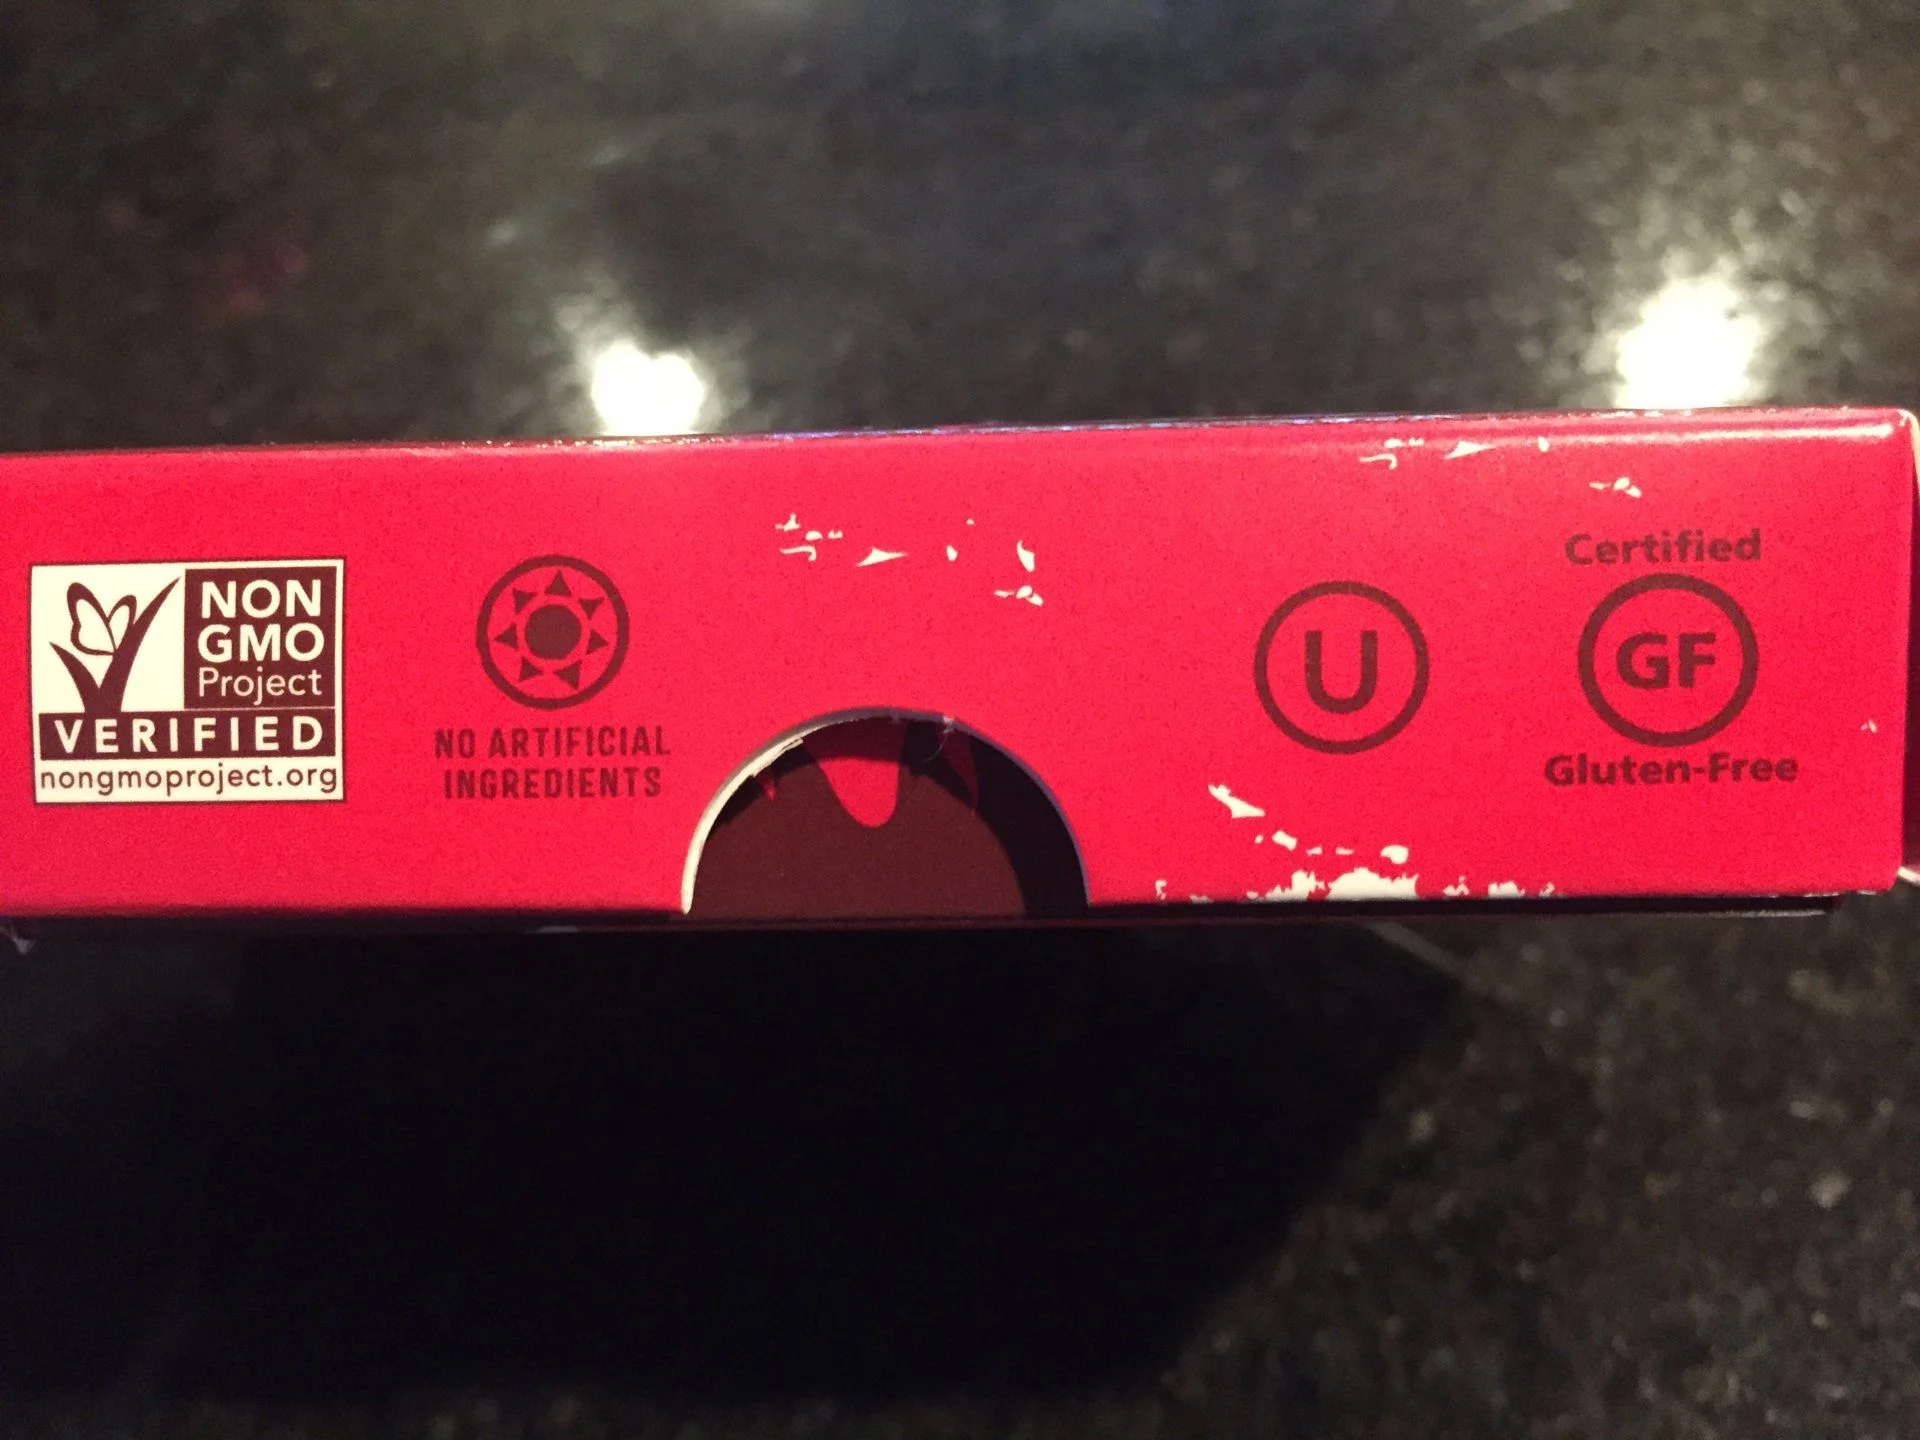 NON
GMO
Project
VERIFIED
nongmoproject.org
NO ARTIFICIAL
INGREDIENTS
U
Certified
GF
Gluten-Free